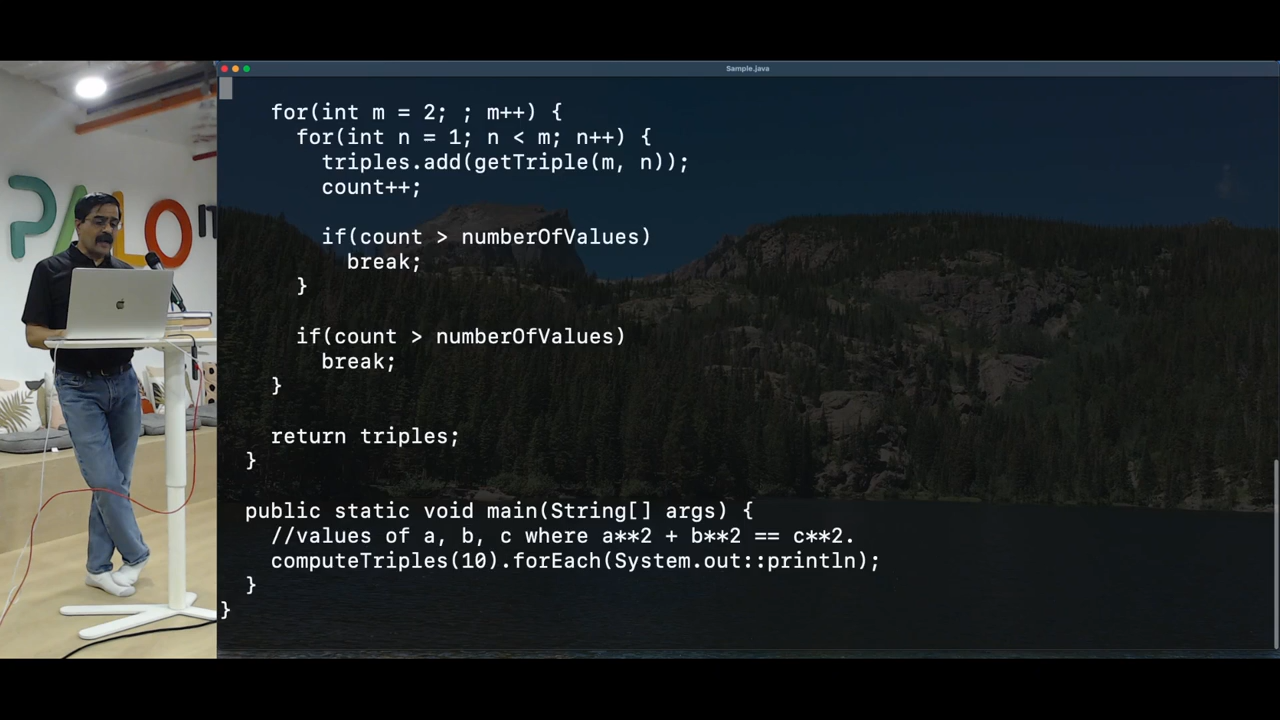 PALO IT
Sample.java
for(int m = 2; ; m++) {
for(int n = 1; n < m; n++) {
triples.add(getTriple(m, n));
count++;
if(count > numberOfValues)
break;
}
if(count > numberOfValues)
break;
}
return triples;
}
public static void main(String[] args) {
//values of a, b, c where a**2 + b**2 == c**2.
computeTriples(10).forEach(System.out::println);
}
}